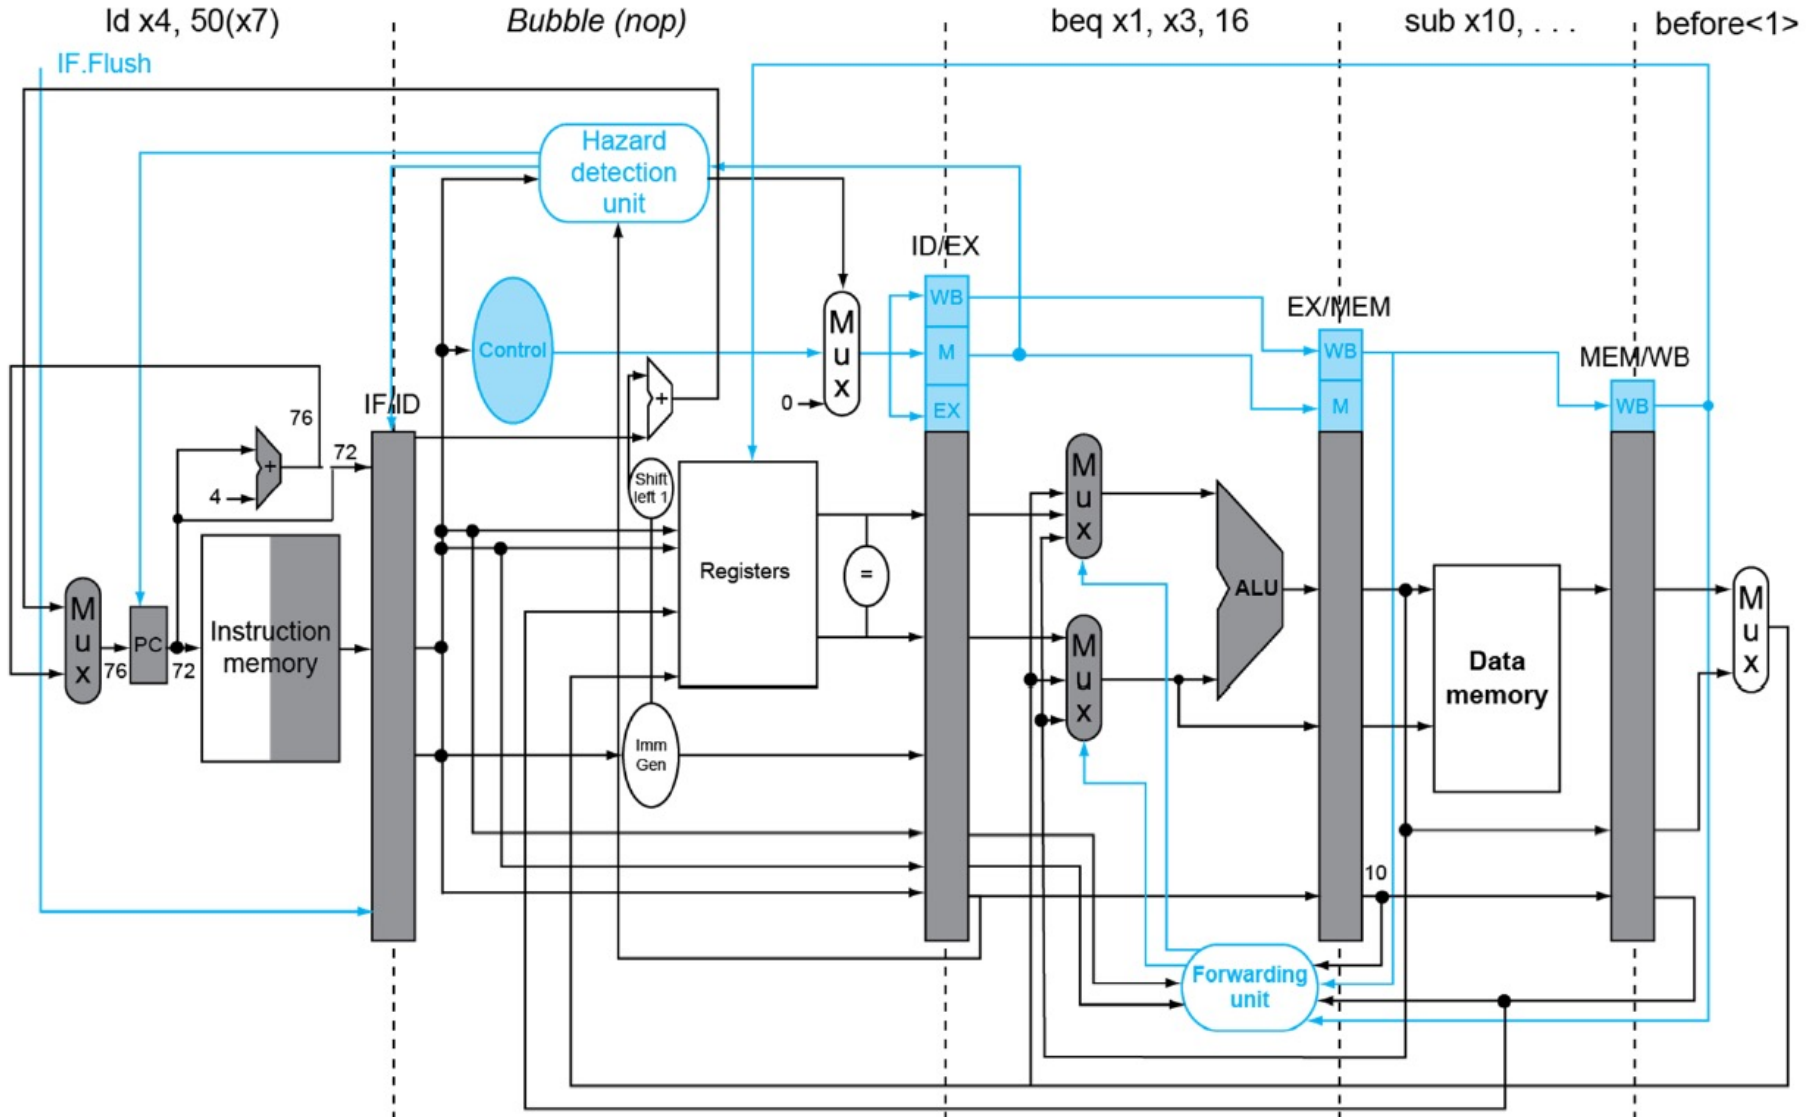 ld x4, 50(x7)
Bubble (nop)
beq x1, x3, 16
sub x10, . . .
before<1>
IF.Flush
Hazard
detection
unit
ID/EX
WB
M
EX
Control
M
u
x
0
EX/MEM
WB
M
MEM/WB
WB
IF/ID
76
72
+
4
+
Shift
left 1
Registers
=
M
u
x
ALU
M
u
x
PC
76
72
Instruction
memory
M
u
x
Data
memory
M
u
x
Imm
Gen
10
Forwarding
unit